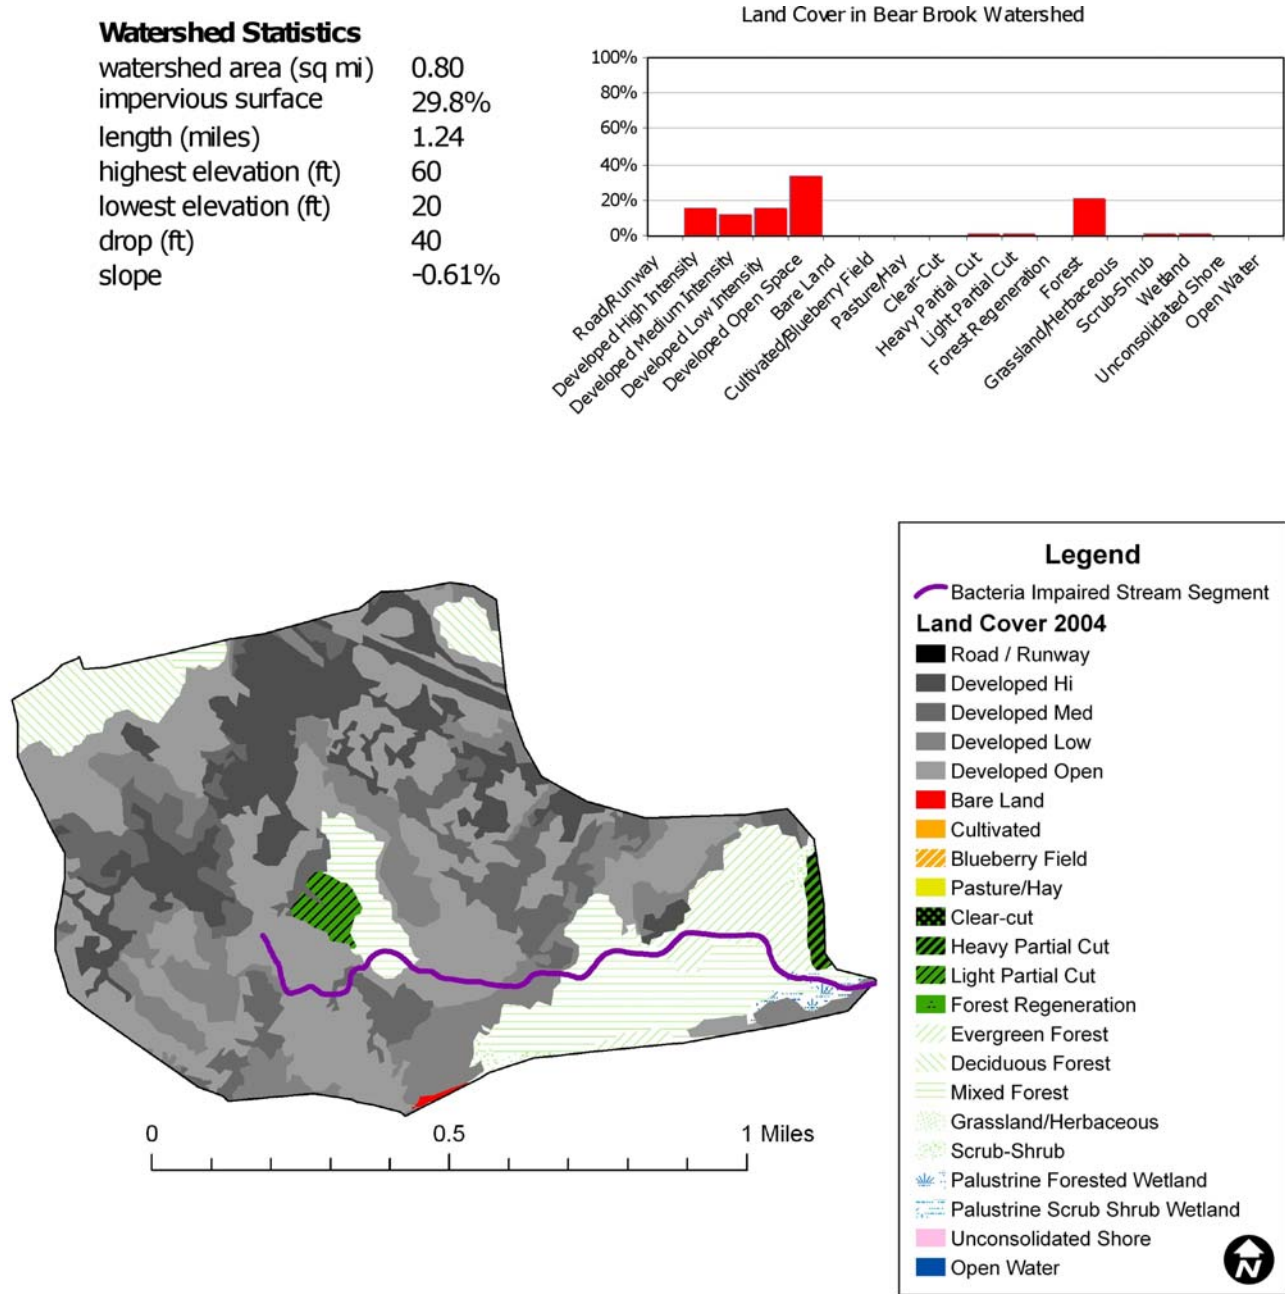 Watershed Statistics
watershed area (sq mi) 0.80
impervious surface 29.8%
length (miles) 1.24
highest elevation (ft) 60
lowest elevation (ft) 20
drop (ft) 40
slope -0.61%
Land Cover in Bear Brook Watershed
100%
80%
60%
40%
20%
0%
Road/Runway
Developed High Intensity
Developed Medium Intensity
Developed Low Intensity
Developed Open Space
Bare Land
Cultivated/Blueberry Field
Pasture/Hay
Clear-Cut
Heavy Partial Cut
Light Partial Cut
Forest Regeneration
Forest
Grassland/Herbaceous
Scrub-Shrub
Wetland
Unconsolidated Shore
Open Water
0 0.5 1 Miles
Legend
Bacteria Impaired Stream Segment
Land Cover 2004
Road / Runway
Developed Hi
Developed Med
Developed Low
Developed Open
Bare Land
Cultivated
Blueberry Field
Pasture/Hay
Clear-cut
Heavy Partial Cut
Light Partial Cut
Forest Regeneration
Evergreen Forest
Deciduous Forest
Mixed Forest
Grassland/Herbaceous
Scrub-Shrub
Palustrine Forested Wetland
Palustrine Scrub Shrub Wetland
Unconsolidated Shore
Open Water
N